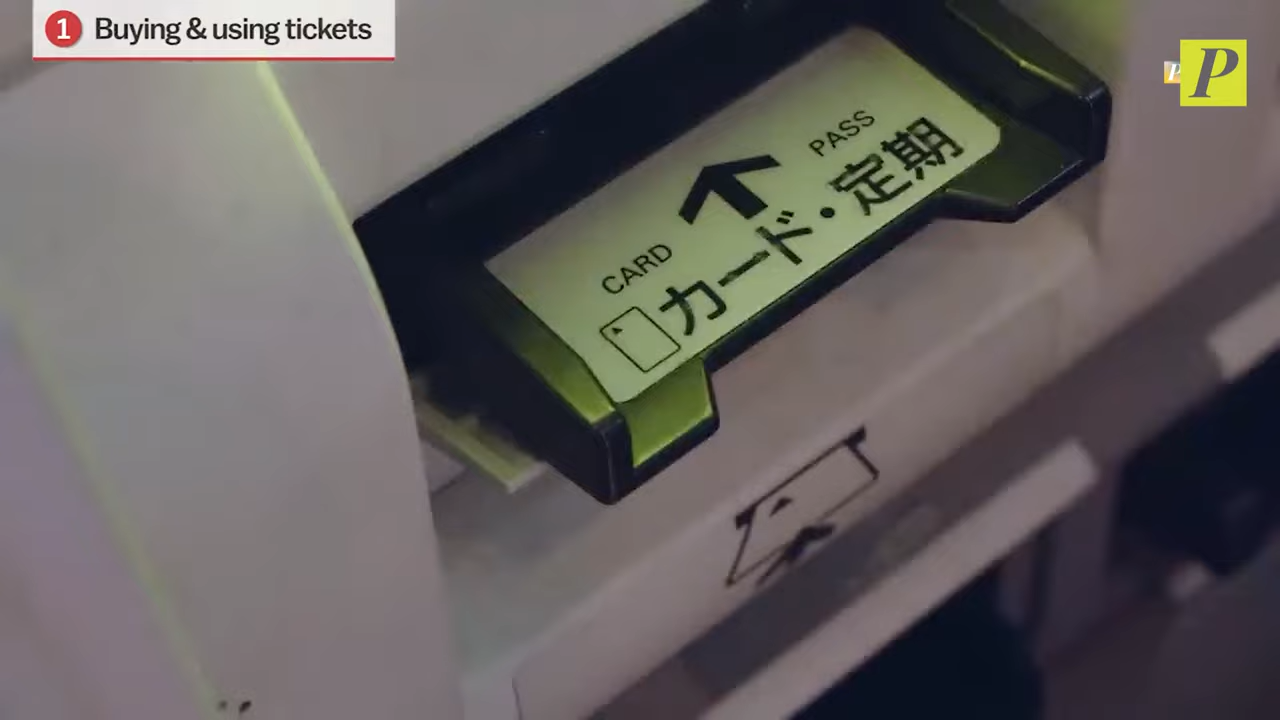 1 Buying & using tickets
P
P
CARD PASS
カード・定期